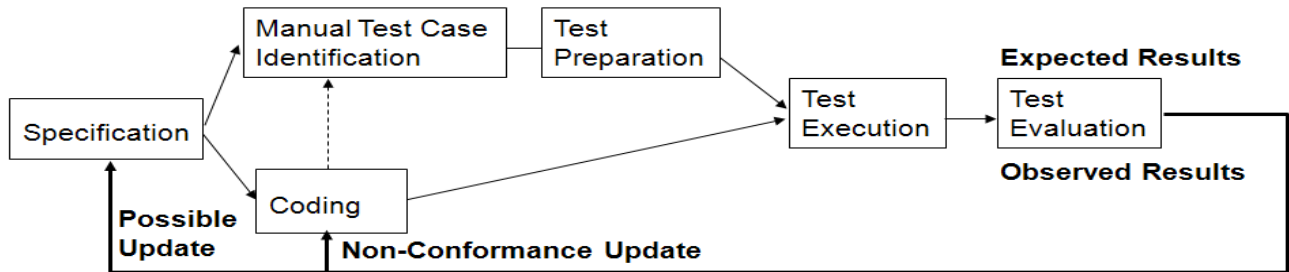 Manual Test Case
Identification
Test
Preparation
Expected Results
Specification
Test
Execution
Test
Evaluation
Observed Results
Coding
Possible
Update
Non-Conformance Update